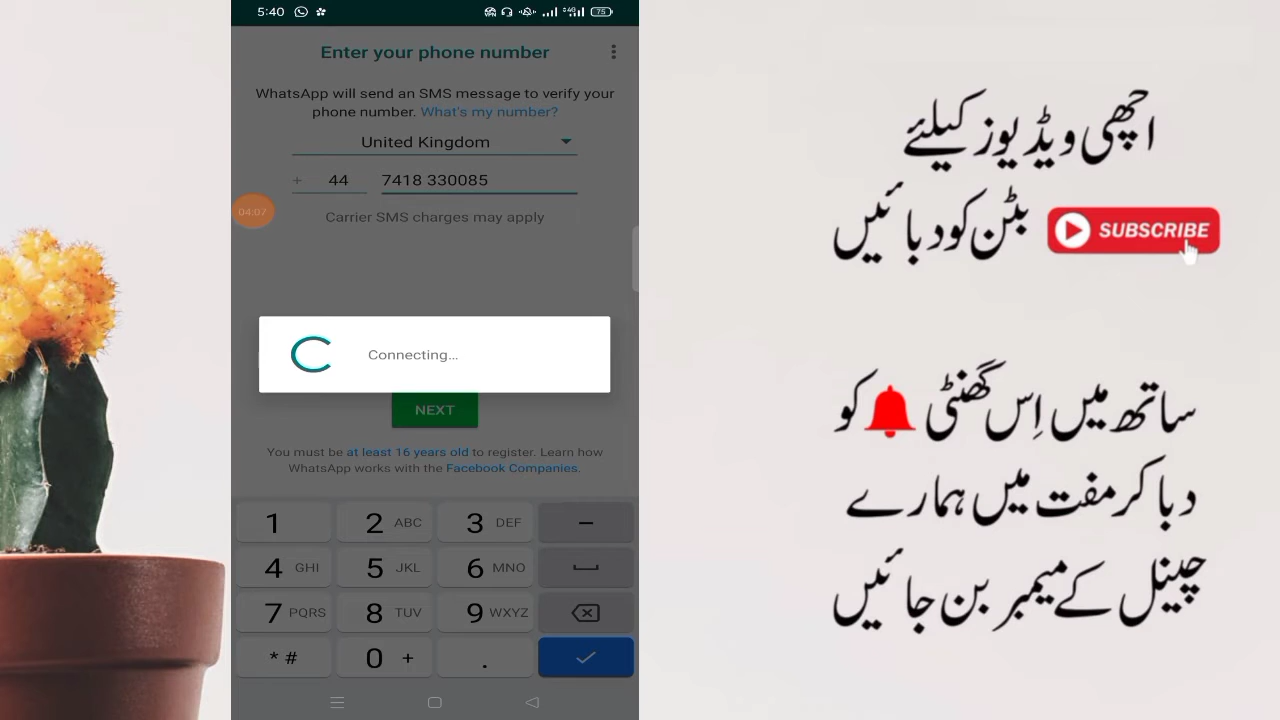 5:40
75
Enter your phone number
WhatsApp will send an SMS message to verify your
phone number. What's my number?
United Kingdom
+ 44 7418 330085
04:07
Carrier SMS charges may apply
Connecting...
NEXT
You must be at least 16 years old to register. Learn how
WhatsApp works with the Facebook Companies.
1 2 ABC 3 DEF –
4 GHI 5 JKL 6 MNO
7 PQRS 8 TUV 9 WXYZ
* # 0 + .
اچھی ویڈیوز کیلئے
SUBSCRIBE بٹن کو دبائیں
ساتھ میں اِس گھنٹی کو
دبا کر مفت میں ہمارے
چینل کے میمبر بن جائیں